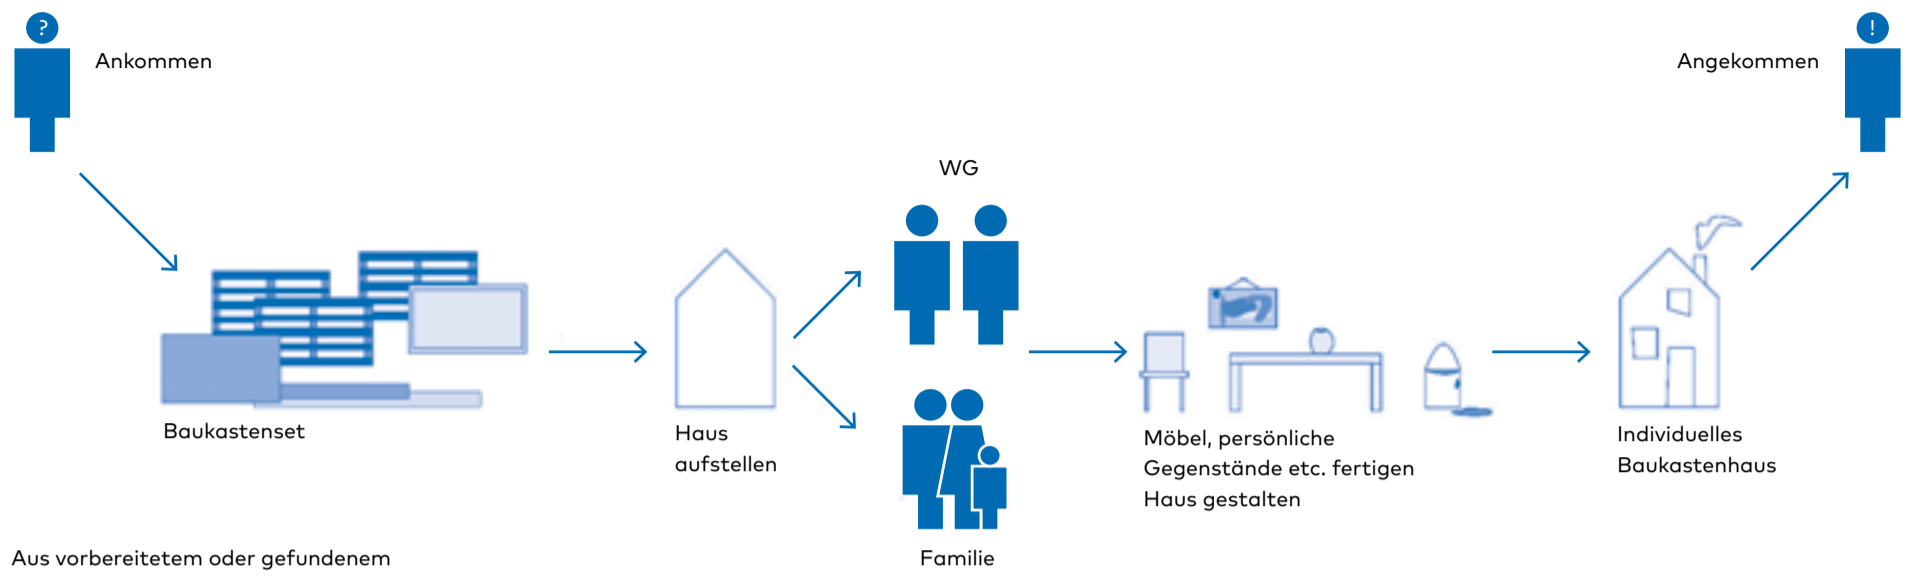 ?
Ankommen
Baukastenset
Haus
aufstellen
WG
Familie
Möbel, persönliche
Gegenstände etc. fertigen
Haus gestalten
Individuelles
Baukastenhaus
Angekommen
!
Aus vorbereitetem oder gefundenem